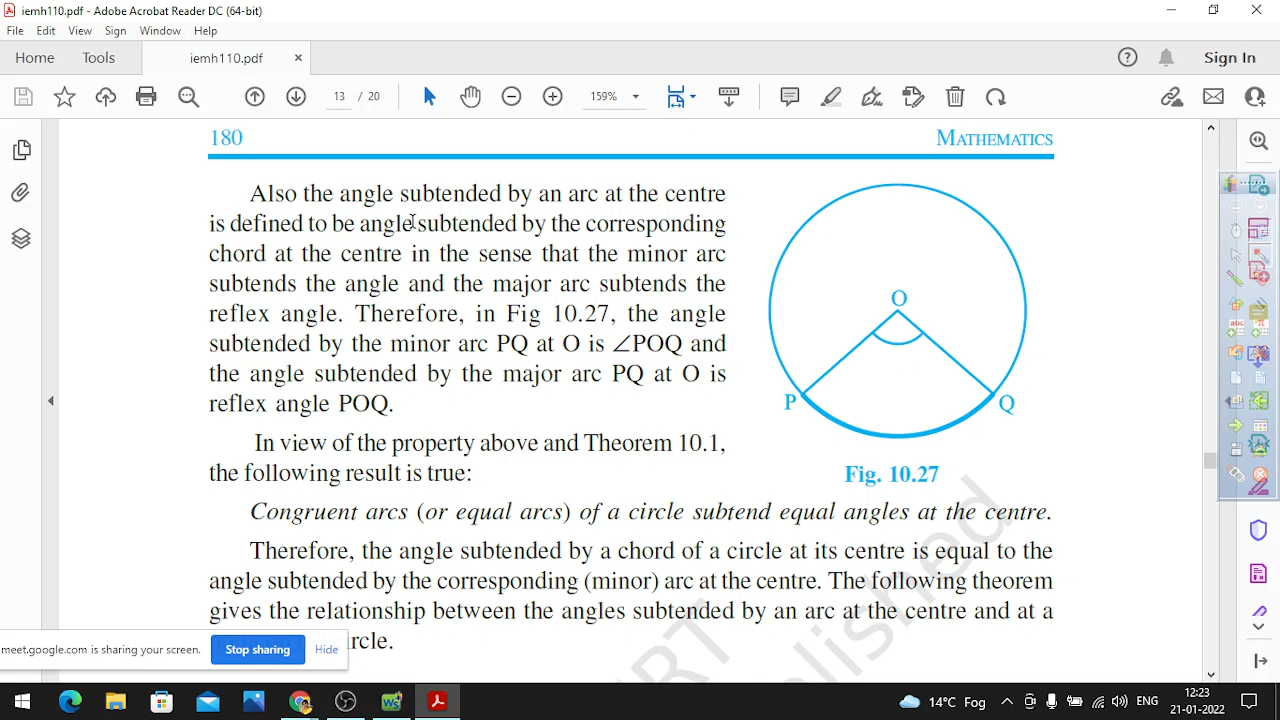 iemh110.pdf - Adobe Acrobat Reader DC (64-bit)
File Edit View Sign Window Help
Home Tools iemh110.pdf × Sign In
13 / 20 159%
180 MATHEMATICS
Also the angle subtended by an arc at the centre
is defined to be angle subtended by the corresponding
chord at the centre in the sense that the minor arc
subtends the angle and the major arc subtends the
reflex angle. Therefore, in Fig 10.27, the angle
subtended by the minor arc PQ at O is ∠POQ and
the angle subtended by the major arc PQ at O is
reflex angle POQ.
O
P
Q
Fig. 10.27
In view of the property above and Theorem 10.1,
the following result is true:
Congruent arcs (or equal arcs) of a circle subtend equal angles at the centre.
Therefore, the angle subtended by a chord of a circle at its centre is equal to the
angle subtended by the corresponding (minor) arc at the centre. The following theorem
gives the relationship between the angles subtended by an arc at the centre and at a
ircle.
meet.google.com is sharing your screen. Stop sharing Hide
RT
olished
14°C Fog ENG 12:23
21-01-2022